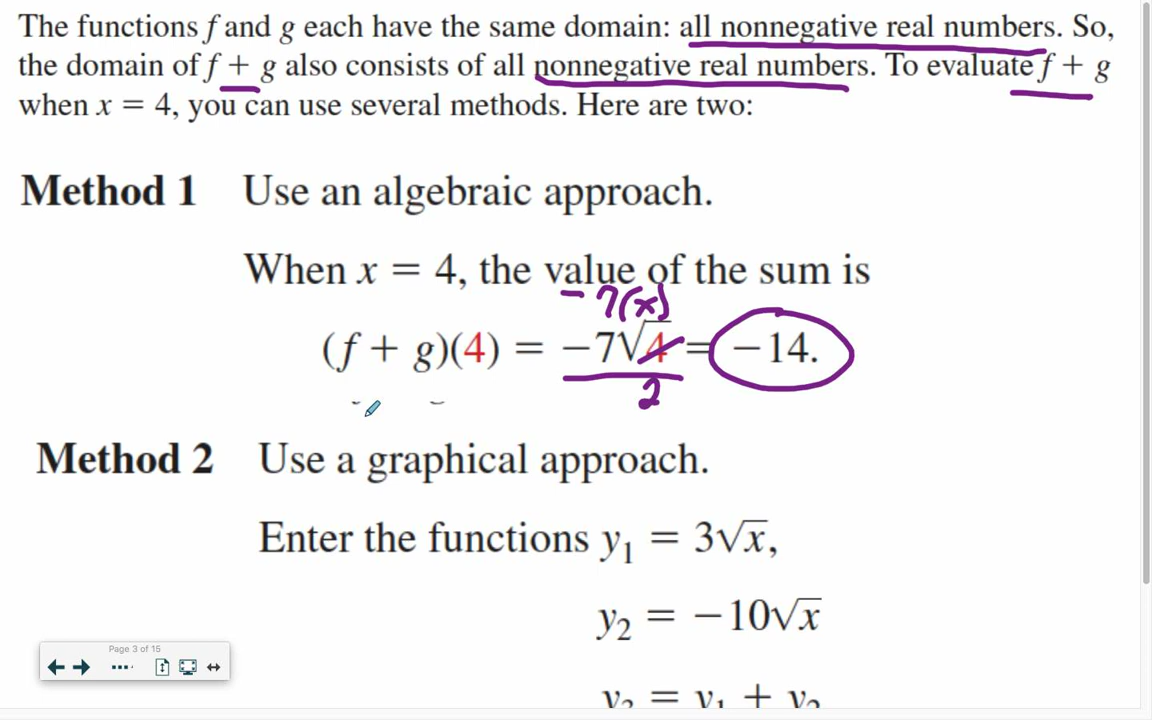 The functions f and g each have the same domain: all nonnegative real numbers. So,
the domain of f + g also consists of all nonnegative real numbers. To evaluate f + g
when x = 4, you can use several methods. Here are two:
Method 1 Use an algebraic approach.
When x = 4, the value of the sum is
− 7(x)
(f + g)(4) = −7√4 = −14.
2
Method 2 Use a graphical approach.
Enter the functions y₁ = 3√x,
y₂ = −10√x
Page 3 of 15
y₃ = y₁ + y₂